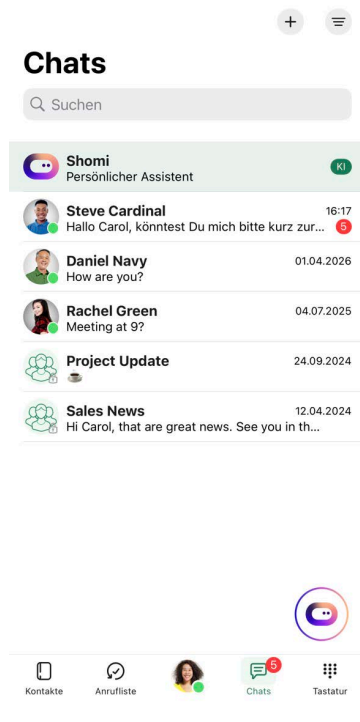 Chats
Suchen
Shomi
KI
Persönlicher Assistent
Steve Cardinal 16:17
Hallo Carol, könntest Du mich bitte kurz zur... 5
Daniel Navy 01.04.2026
How are you?
Rachel Green 04.07.2025
Meeting at 9?
Project Update 24.09.2024
Sales News 12.04.2024
Hi Carol, that are great news. See you in th...
5
Kontakte Anrufliste Chats Tastatur